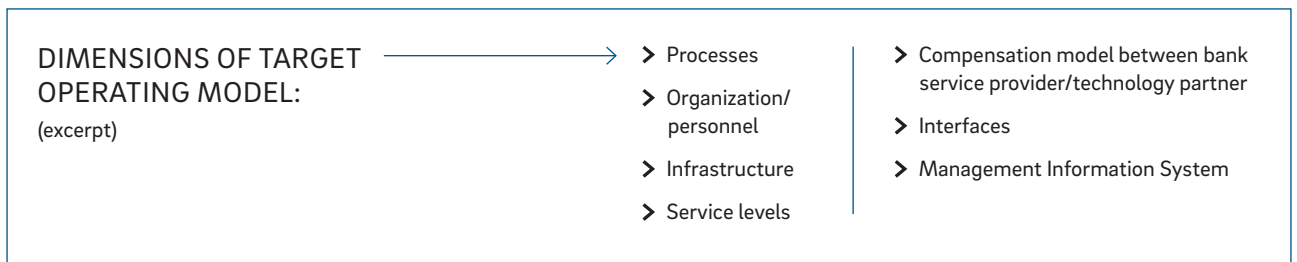 DIMENSIONS OF TARGET
OPERATING MODEL:
(excerpt)
> Processes
> Organization/
personnel
> Infrastructure
> Service levels
> Compensation model between bank
service provider/technology partner
> Interfaces
> Management Information System